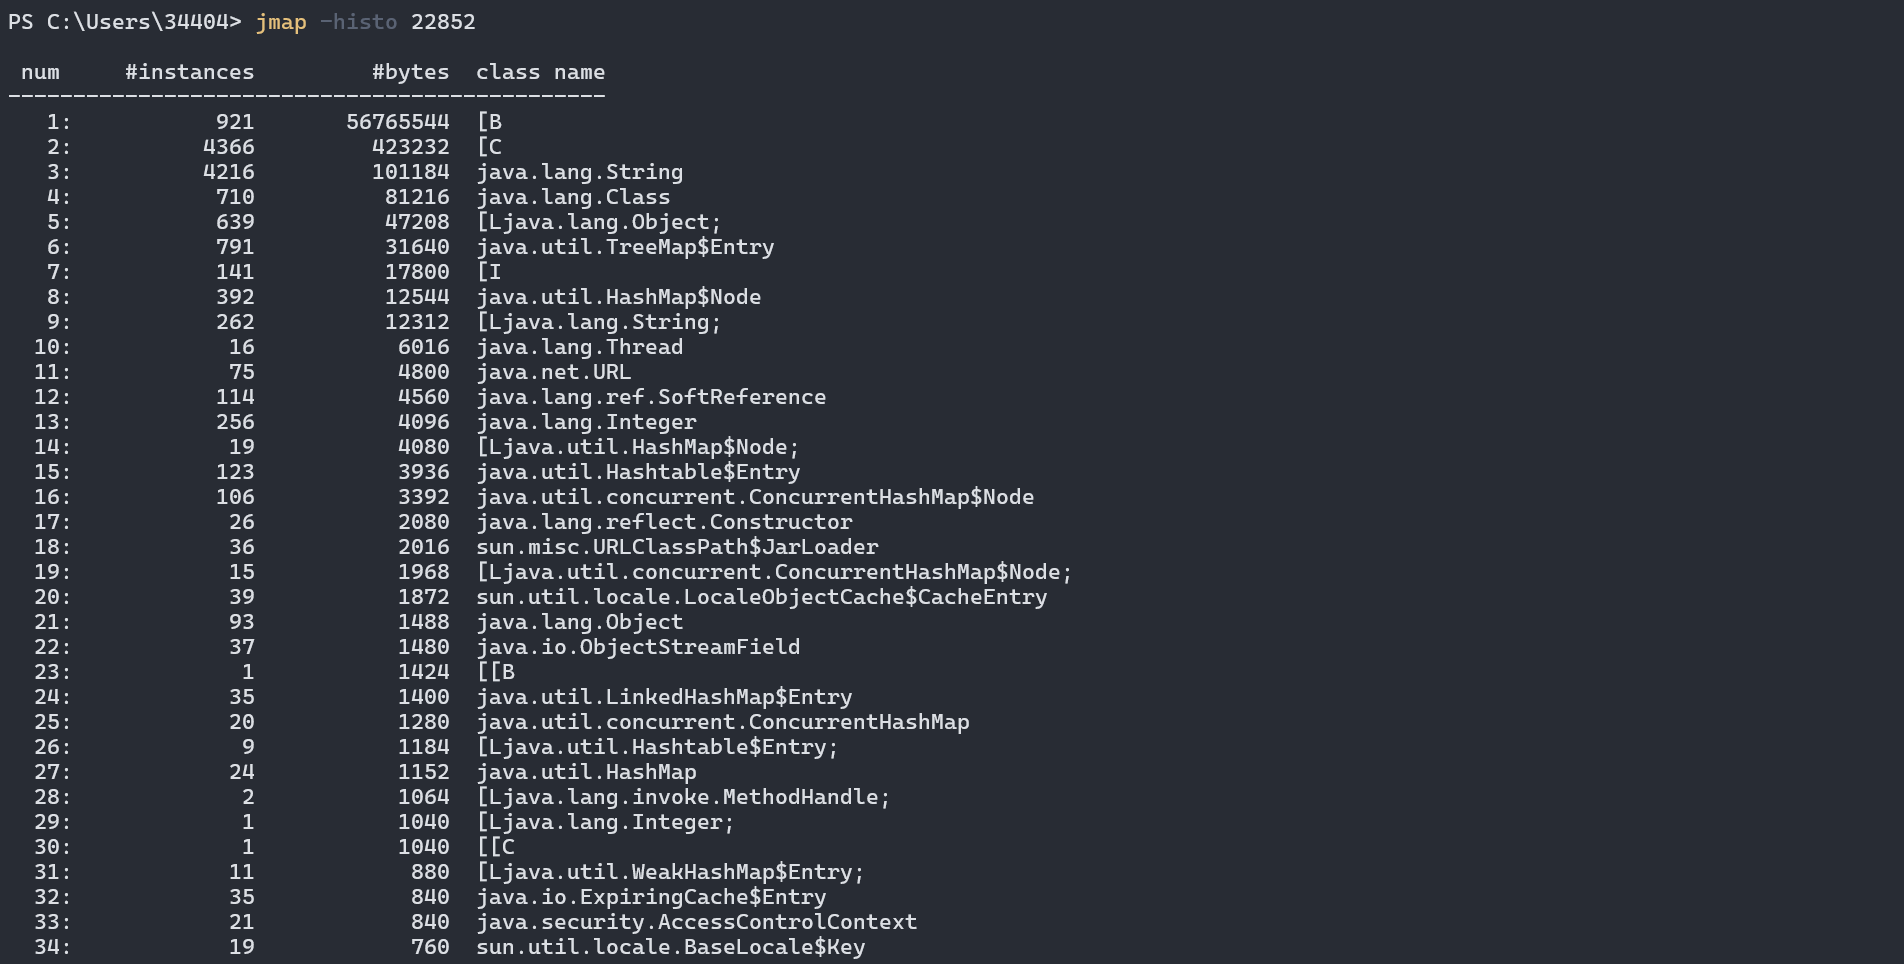 PS C:\Users\34404> jmap -histo 22852
 num     #instances         #bytes  class name
----------------------------------------------
   1:           921       56765544  [B
   2:          4366         423232  [C
   3:          4216         101184  java.lang.String
   4:           710          81216  java.lang.Class
   5:           639          47208  [Ljava.lang.Object;
   6:           791          31640  java.util.TreeMap$Entry
   7:           141          17800  [I
   8:           392          12544  java.util.HashMap$Node
   9:           262          12312  [Ljava.lang.String;
  10:            16           6016  java.lang.Thread
  11:            75           4800  java.net.URL
  12:           114           4560  java.lang.ref.SoftReference
  13:           256           4096  java.lang.Integer
  14:            19           4080  [Ljava.util.HashMap$Node;
  15:           123           3936  java.util.Hashtable$Entry
  16:           106           3392  java.util.concurrent.ConcurrentHashMap$Node
  17:            26           2080  java.lang.reflect.Constructor
  18:            36           2016  sun.misc.URLClassPath$JarLoader
  19:            15           1968  [Ljava.util.concurrent.ConcurrentHashMap$Node;
  20:            39           1872  sun.util.locale.LocaleObjectCache$CacheEntry
  21:            93           1488  java.lang.Object
  22:            37           1480  java.io.ObjectStreamField
  23:             1           1424  [[B
  24:            35           1400  java.util.LinkedHashMap$Entry
  25:            20           1280  java.util.concurrent.ConcurrentHashMap
  26:             9           1184  [Ljava.util.Hashtable$Entry;
  27:            24           1152  java.util.HashMap
  28:             2           1064  [Ljava.lang.invoke.MethodHandle;
  29:             1           1040  [Ljava.lang.Integer;
  30:             1           1040  [[C
  31:            11            880  [Ljava.util.WeakHashMap$Entry;
  32:            35            840  java.io.ExpiringCache$Entry
  33:            21            840  java.security.AccessControlContext
  34:            19            760  sun.util.locale.BaseLocale$Key